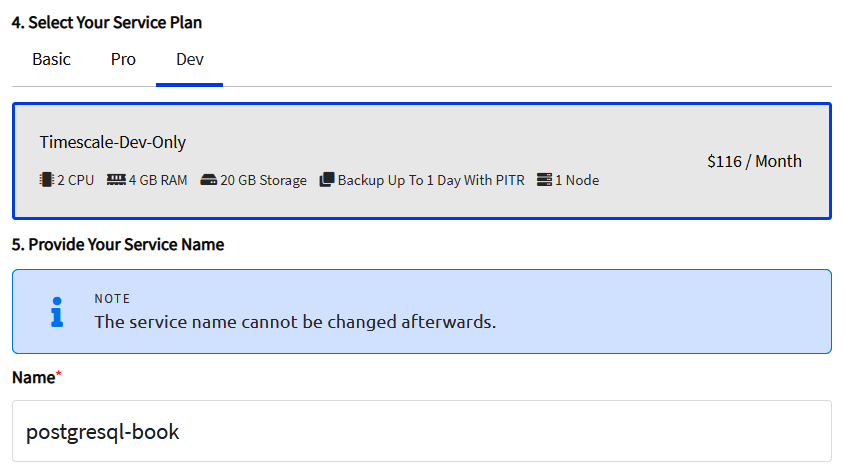 4. Select Your Service Plan
Basic Pro Dev
Timescale-Dev-Only
$116 / Month
2 CPU 4 GB RAM 20 GB Storage Backup Up To 1 Day With PITR 1 Node
5. Provide Your Service Name
NOTE
The service name cannot be changed afterwards.
Name*
postgresql-book